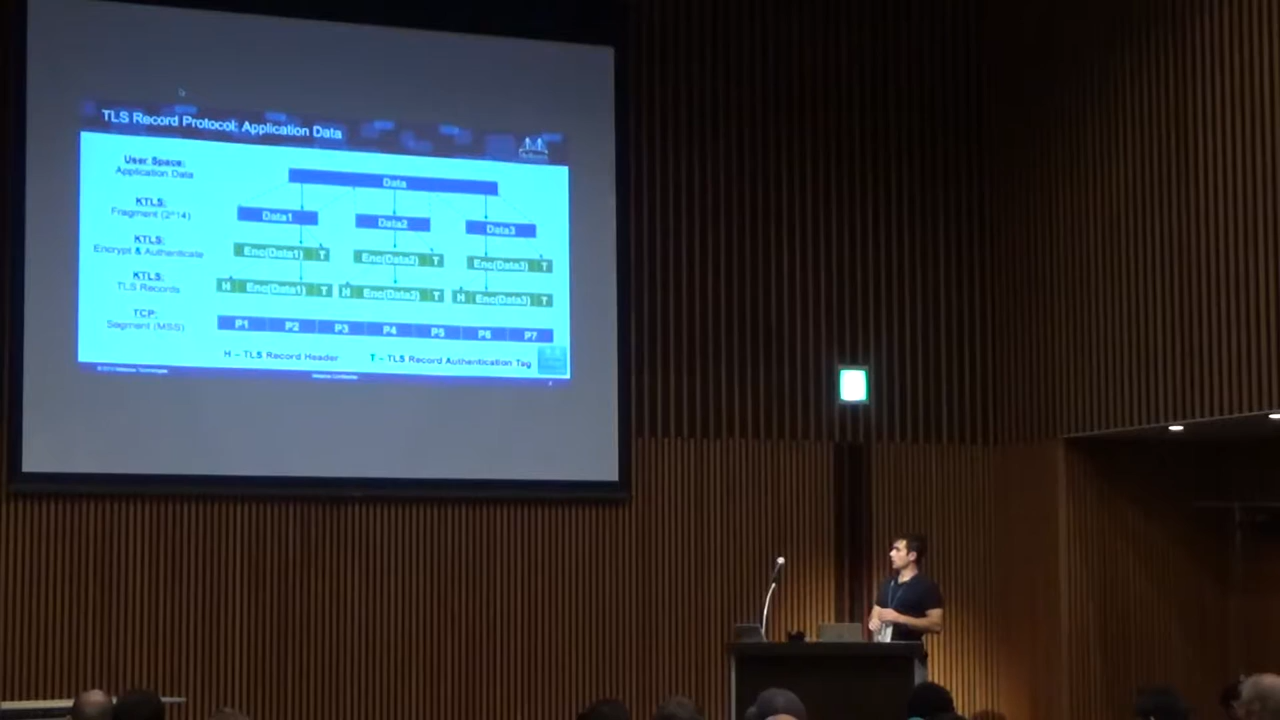 TLS Record Protocol: Application Data
User Space:
Application Data
Data
KTLS:
Fragment (2^14)
Data1 Data2 Data3
KTLS:
Encrypt & Authenticate
Enc(Data1) T Enc(Data2) T Enc(Data3) T
KTLS:
TLS Records
H Enc(Data1) T H Enc(Data2) T H Enc(Data3) T
TCP:
Segment (MSS)
P1 P2 P3 P4 P5 P6 P7
H – TLS Record Header T – TLS Record Authentication Tag
Mellanox Technologies